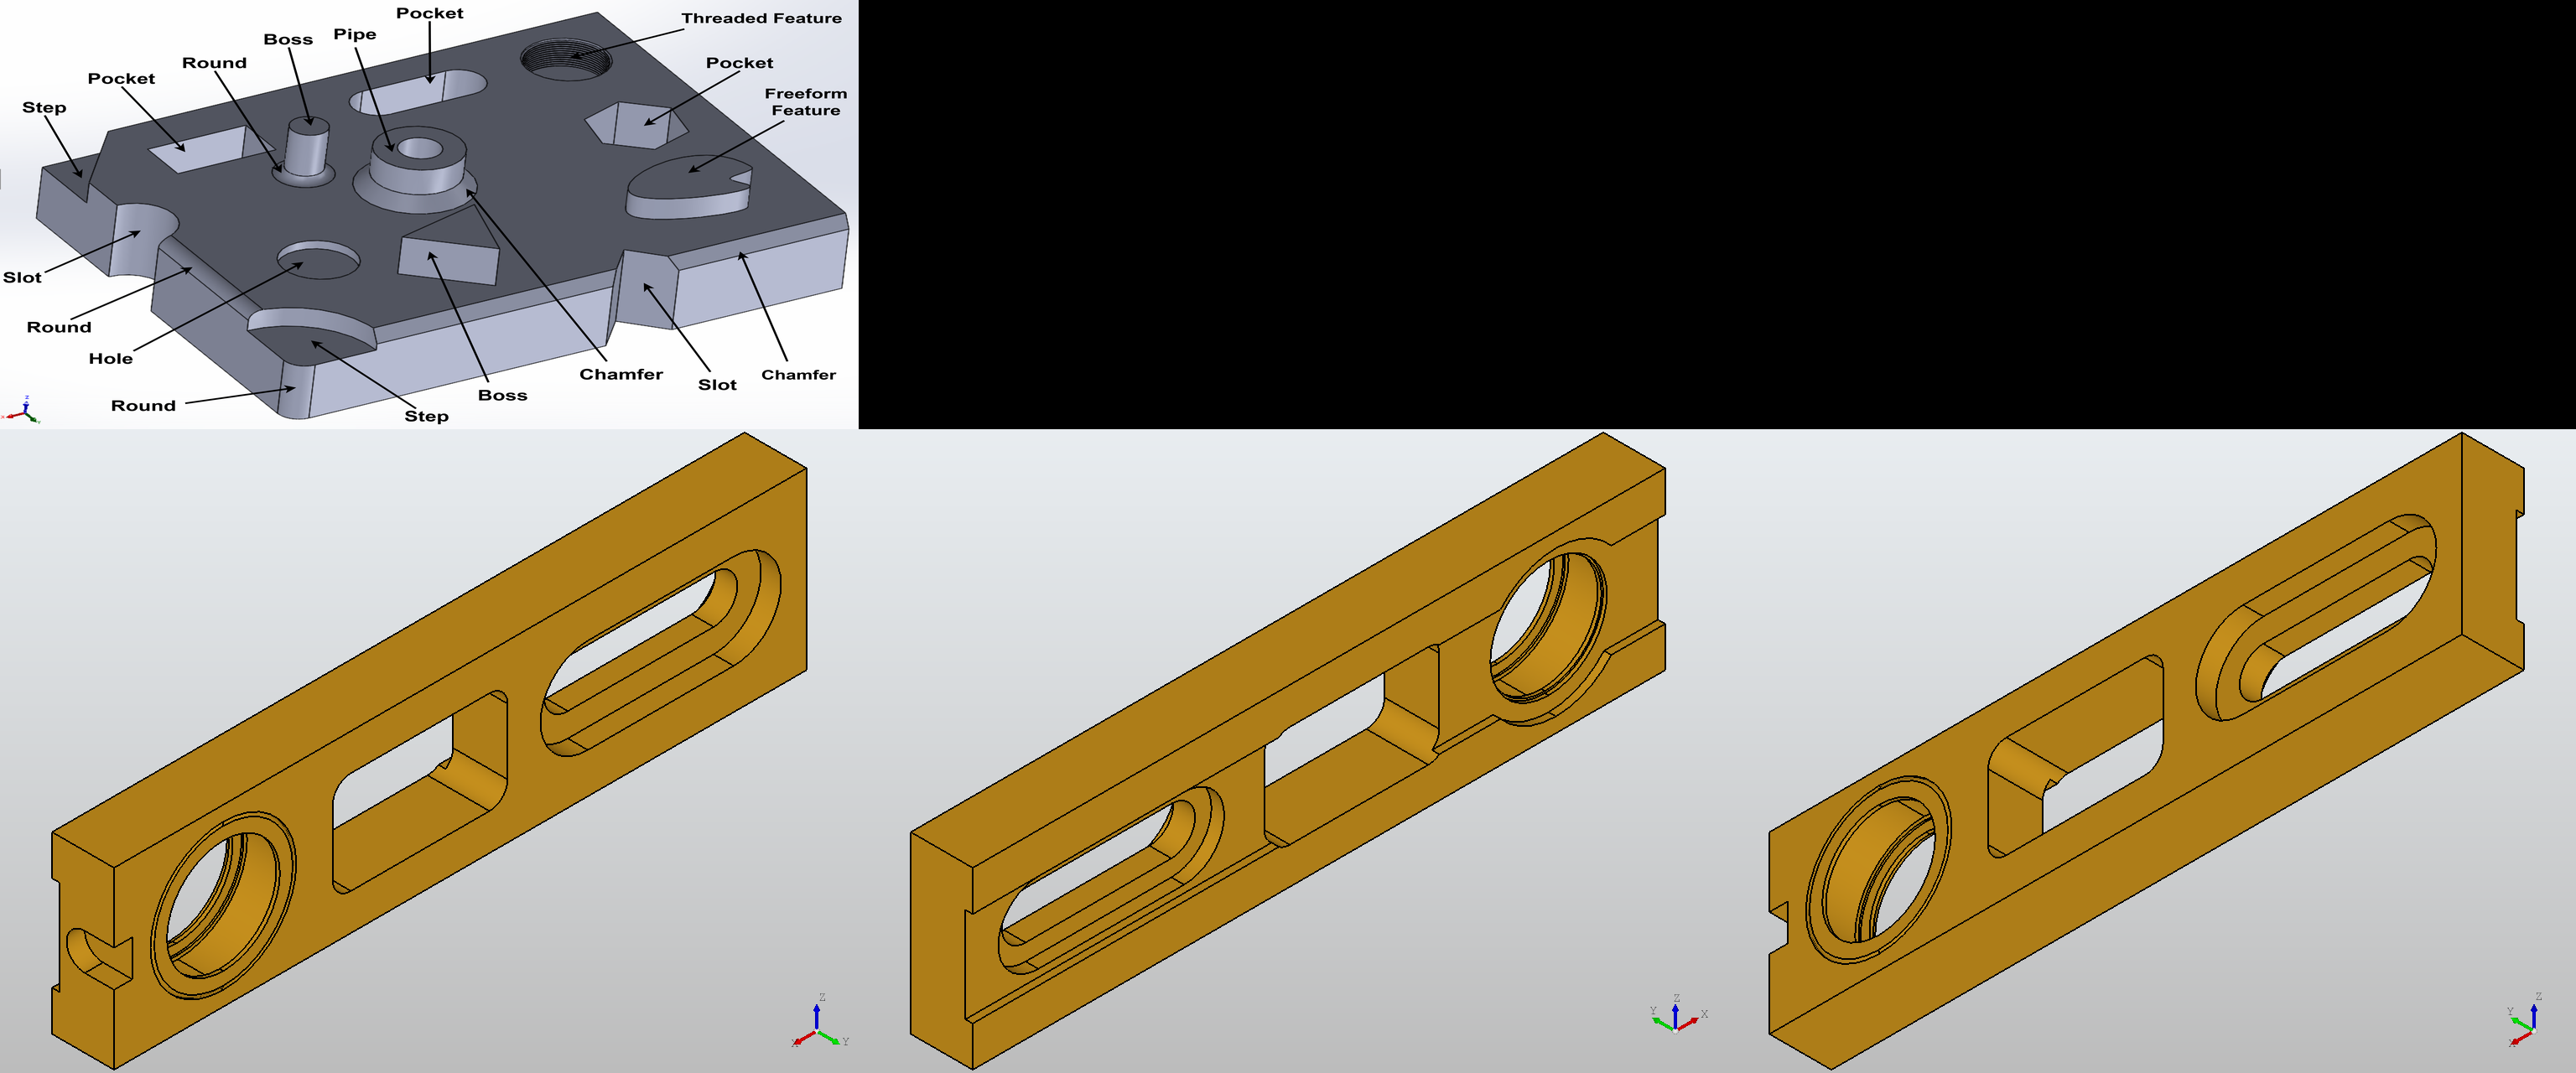 Pocket
Threaded Feature
Boss
Pipe
Round
Pocket
Pocket
Freeform
Feature
Step
Slot
Round
Hole
Chamfer
Slot
Chamfer
Boss
Round
Step
Z
X
Y
Z
Y
X
Z
Y
X